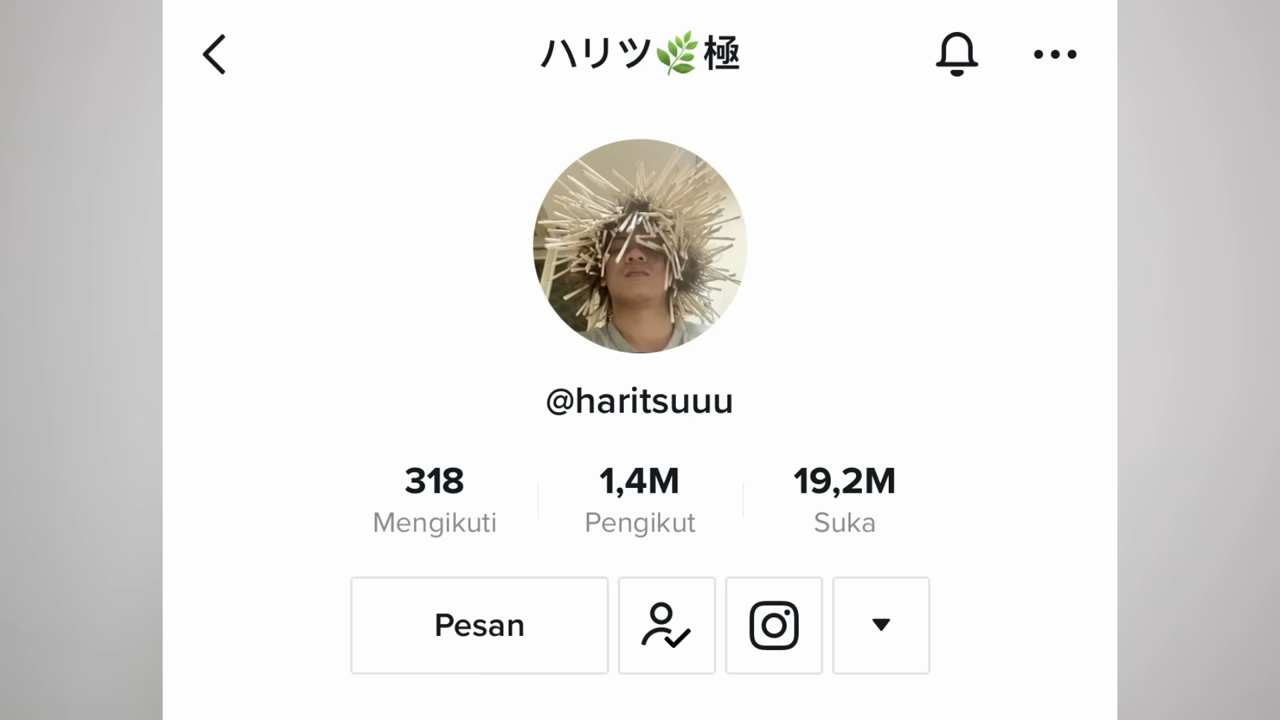 ハリツ🌿極
@haritsuuu
318 1,4M 19,2M
Mengikuti Pengikut Suka
Pesan